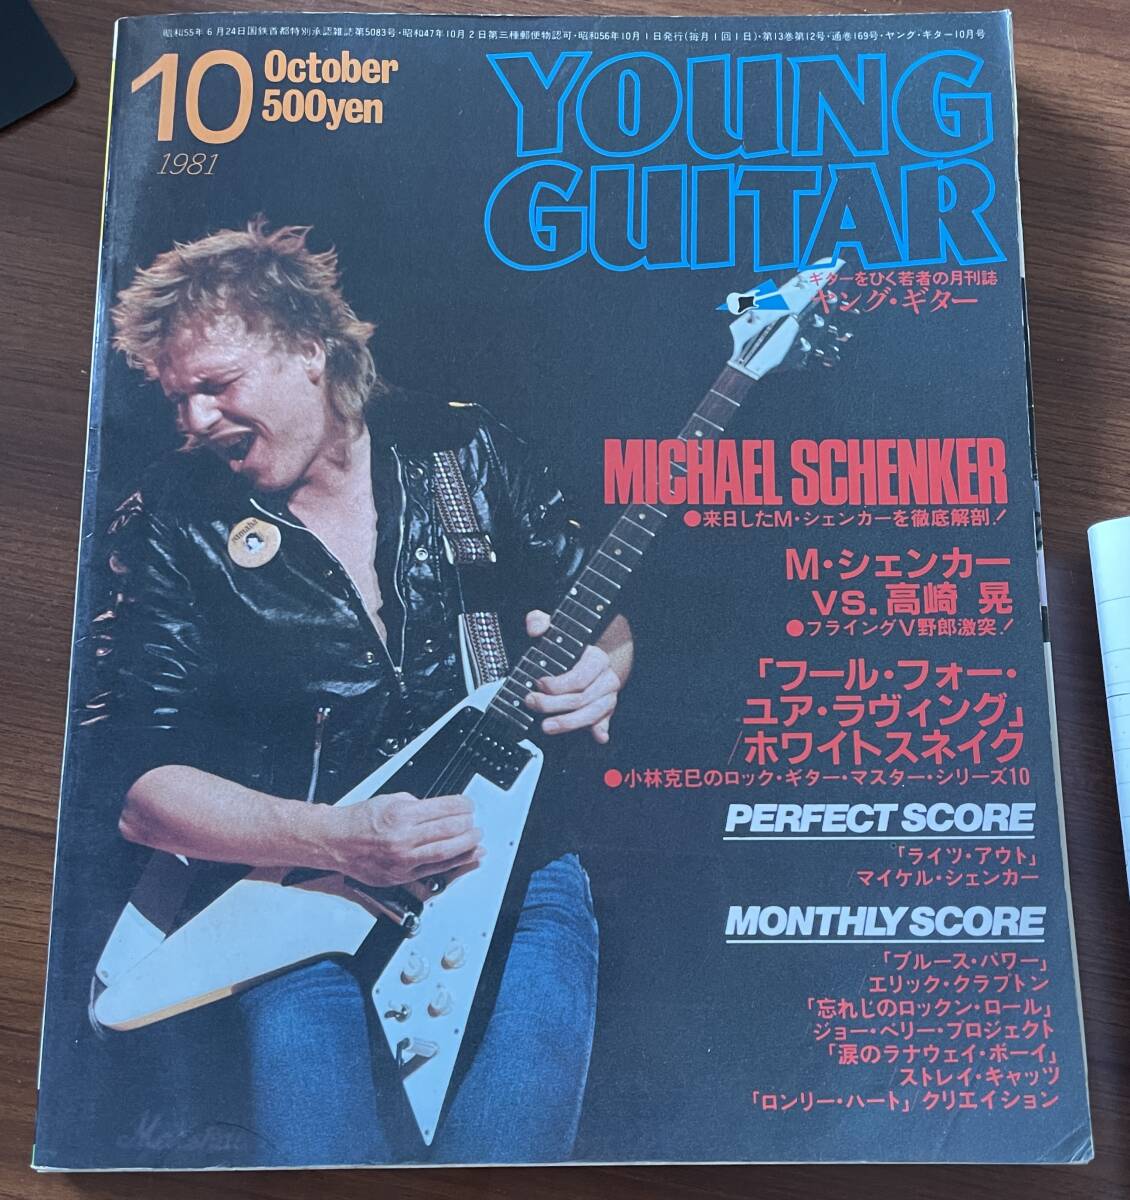 昭和55年6月24日国鉄首都特別承認雑誌第5083号・昭和47年10月2日第三種郵便物認可・昭和56年10月1日発行(毎月1回1日)・第13巻第12号・通巻169号・ヤング・ギター10月号
10
October
500yen
1981
YOUNG
GUITAR
ギターをひく若者の月刊誌
ヤング・ギター
MICHAEL SCHENKER
●来日したM・シェンカーを徹底解剖!
M・シェンカー
VS.高崎 晃
●フライングV野郎激突!
「フール・フォー・
ユア・ラヴィング」
/ホワイトスネイク
●小林克巳のロック・ギター・マスター・シリーズ10
PERFECT SCORE
「ライツ・アウト」
マイケル・シェンカー
MONTHLY SCORE
「ブルース・パワー」
エリック・クラプトン
「忘れじのロックン・ロール」
ジョー・ペリー・プロジェクト
「涙のラナウェイ・ボーイ」
ストレイ・キャッツ
「ロンリー・ハート」/クリエイション